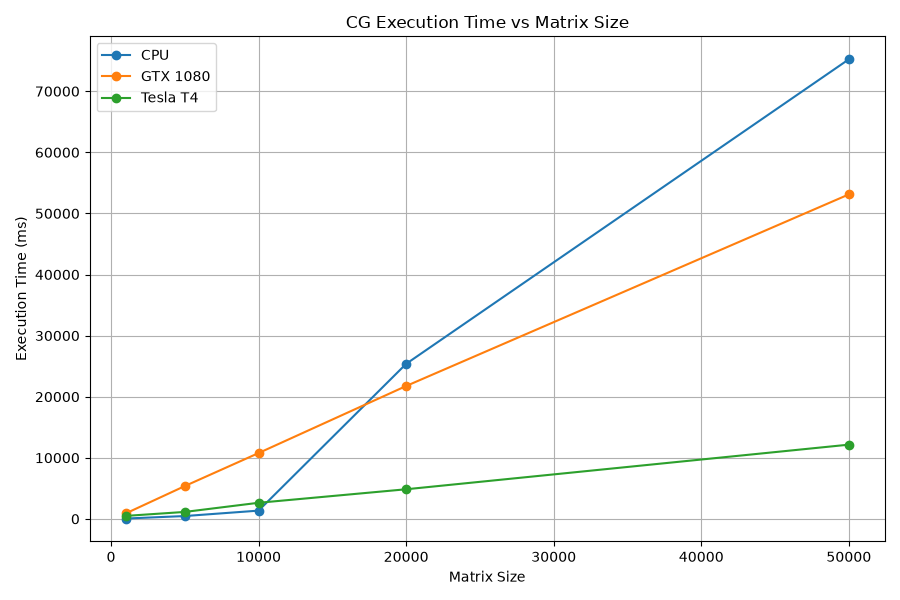 CG Execution Time vs Matrix Size
CPU
GTX 1080
Tesla T4
Execution Time (ms)
70000
60000
50000
40000
30000
20000
10000
0
0
10000
20000
30000
40000
50000
Matrix Size